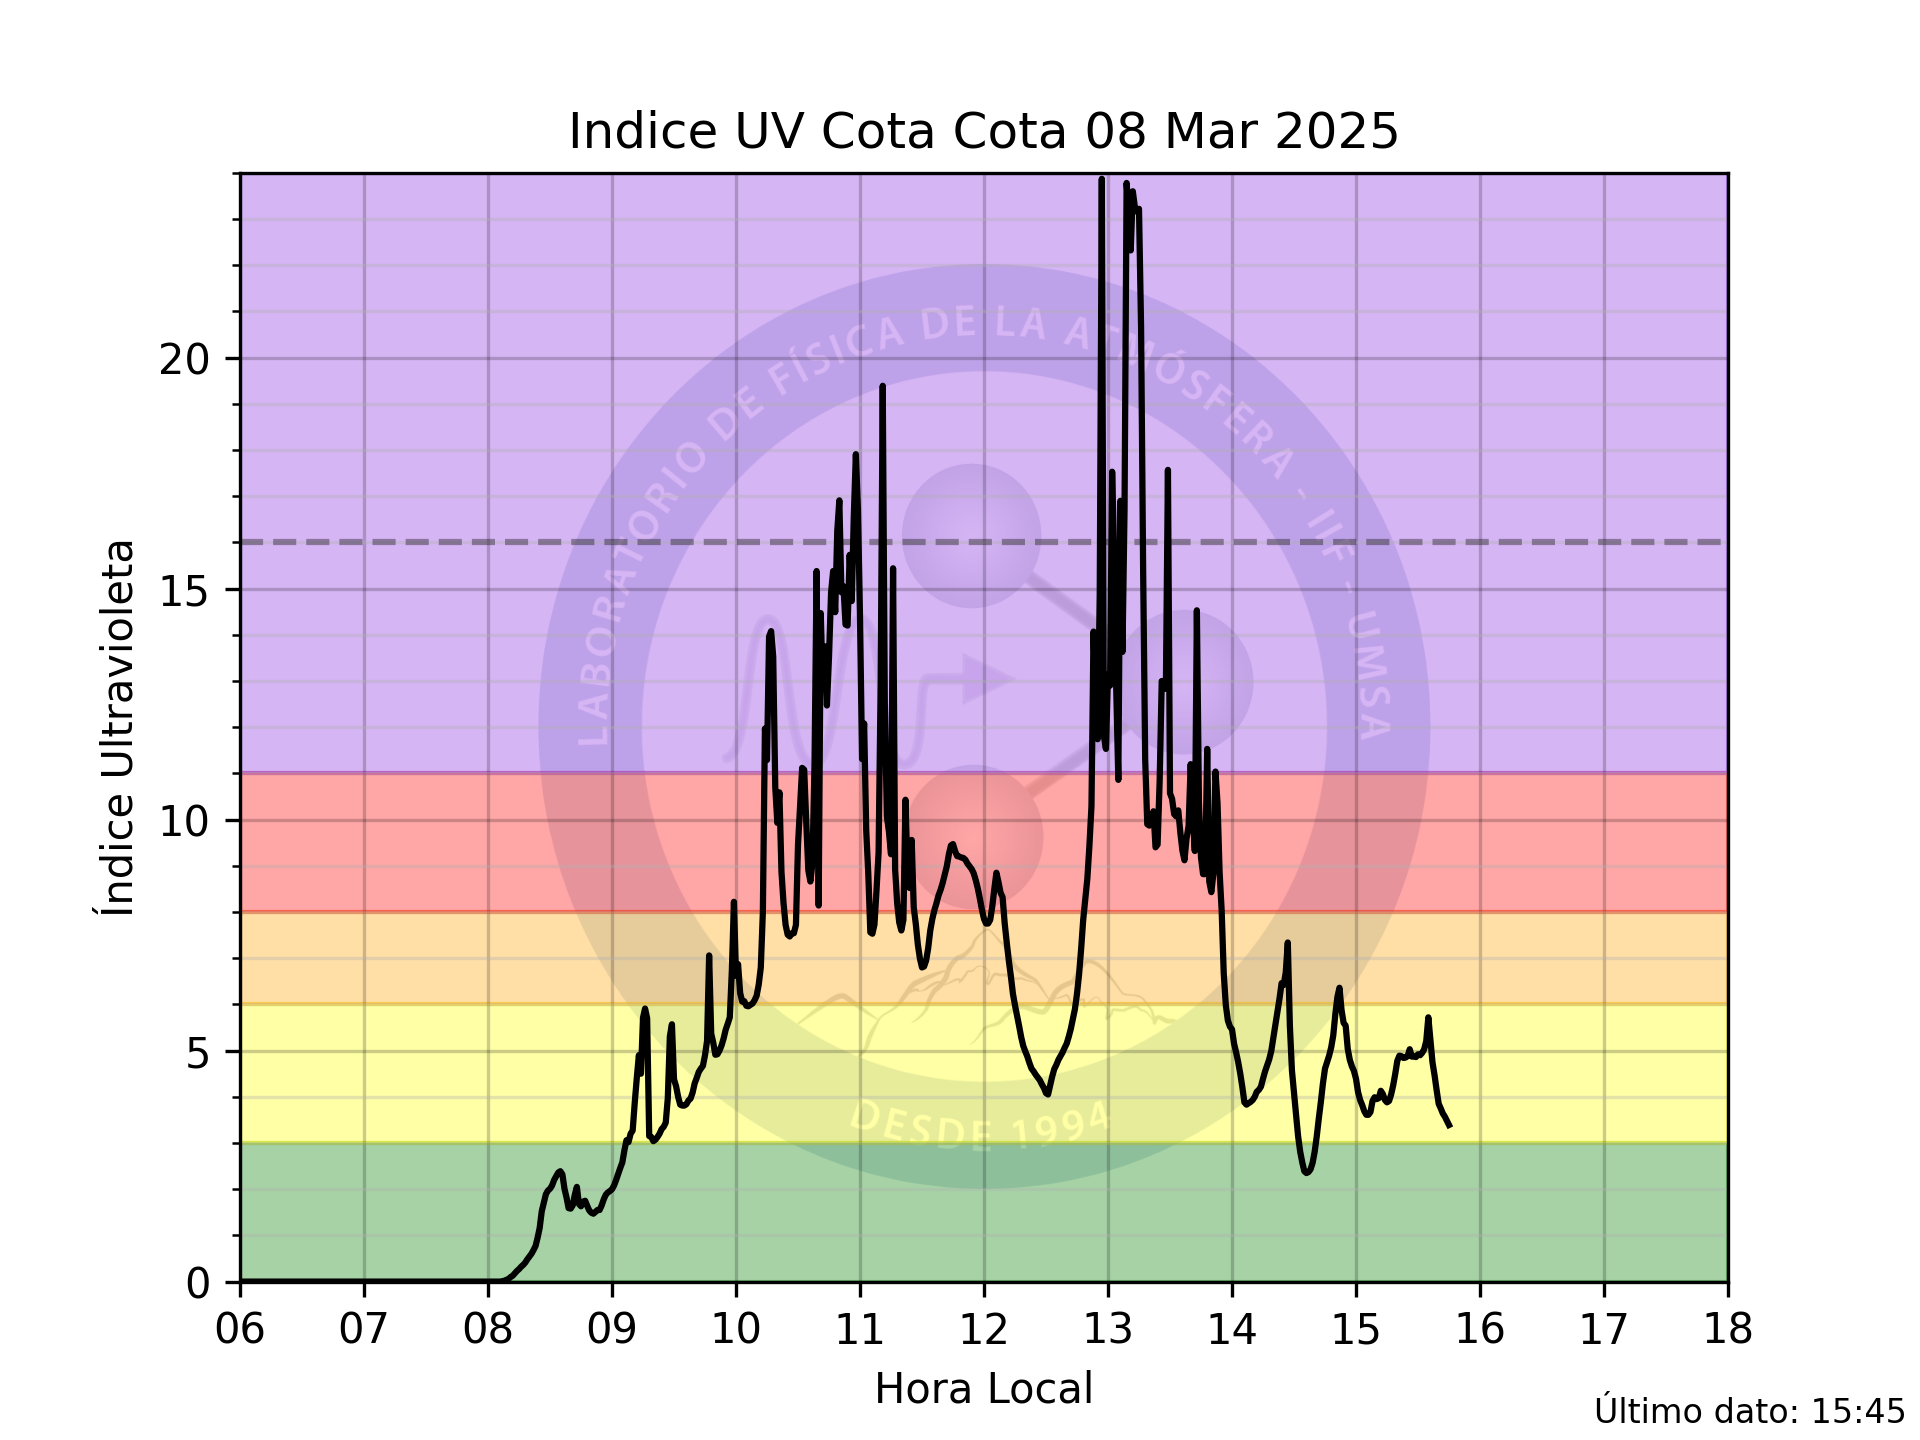 Indice UV Cota Cota 08 Mar 2025
Índice Ultravioleta
20
15
10
5
0
LABORATORIO DE FÍSICA DE LA ATMÓSFERA - IIF - UMSA
DESDE 1994
06 07 08 09 10 11 12 13 14 15 16 17 18
Hora Local
Último dato: 15:45